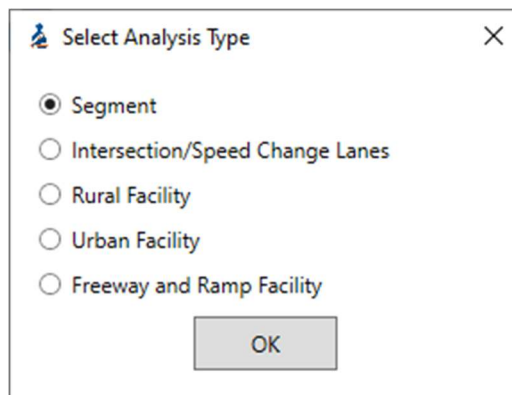 Select Analysis Type
Segment
Intersection/Speed Change Lanes
Rural Facility
Urban Facility
Freeway and Ramp Facility
OK